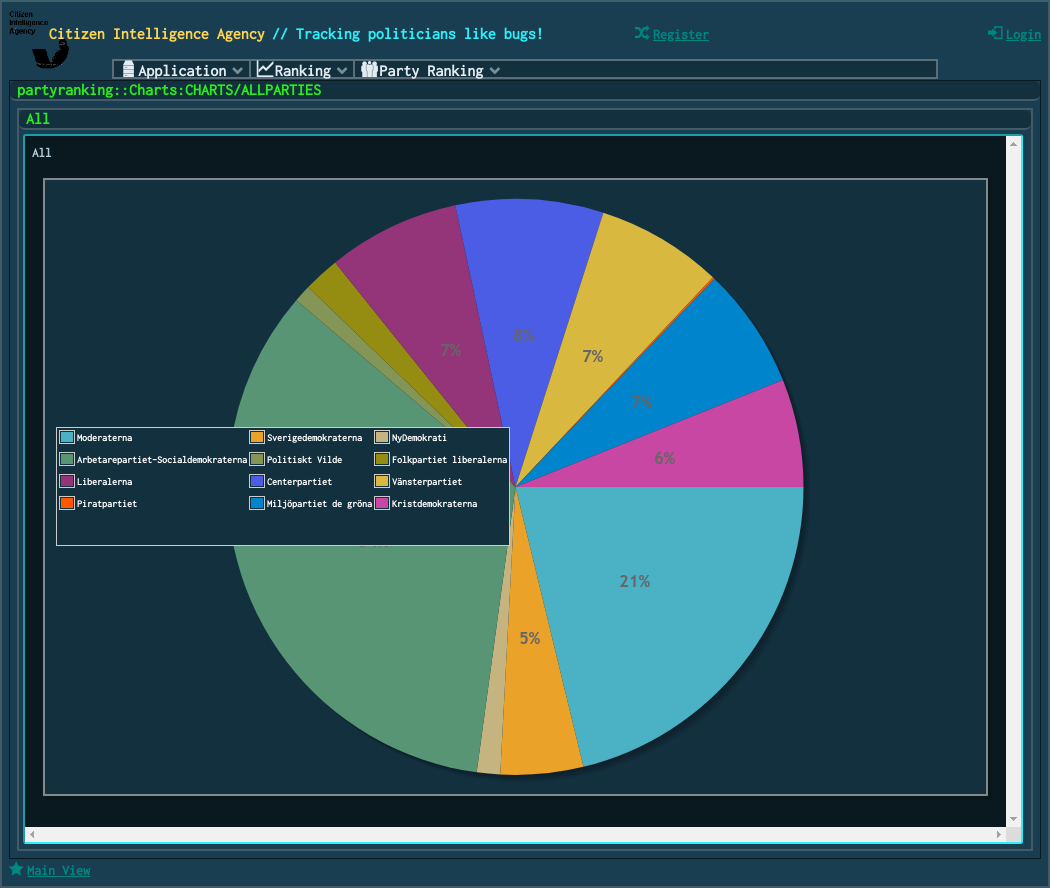 Citizen
Intelligence
Agency
Citizen Intelligence Agency // Tracking politicians like bugs!
Register
Login
Application
Ranking
Party Ranking
partyranking::Charts:CHARTS/ALLPARTIES
All
All
8%
7%
7%
7%
6%
Moderaterna
Sverigedemokraterna
NyDemokrati
Arbetarepartiet-Socialdemokraterna
Politiskt Vilde
Folkpartiet liberalerna
Liberalerna
Centerpartiet
Vänsterpartiet
Piratpartiet
Miljöpartiet de gröna
Kristdemokraterna
21%
5%
Main View